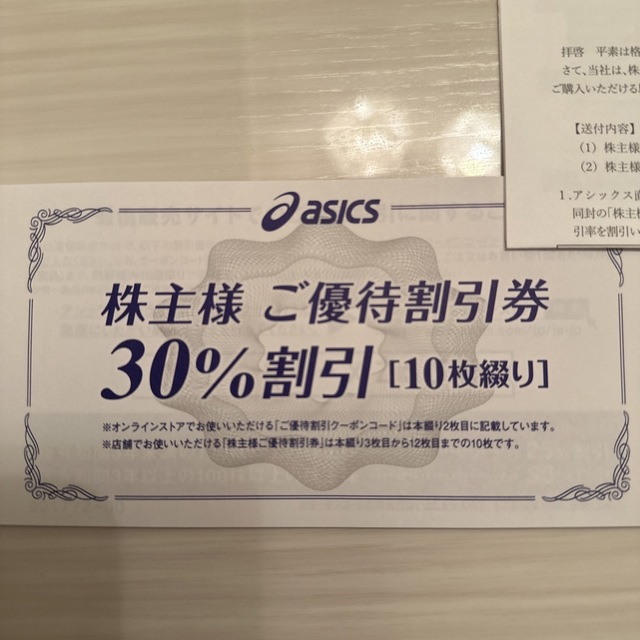 拝啓 平素は格
さて、当社は、株
ご購入いただける
【送付内容】
(1) 株主様
(2) 株主様
1.アシックス直
同封の「株主
引率を割引い
asics
株主様 ご優待割引券
30%割引[10枚綴り]
※オンラインストアでお使いいただける「ご優待割引クーポンコード」は本綴り2枚目に記載しています。
※店舗でお使いいただける「株主様ご優待割引券」は本綴り3枚目から12枚目までの10枚です。